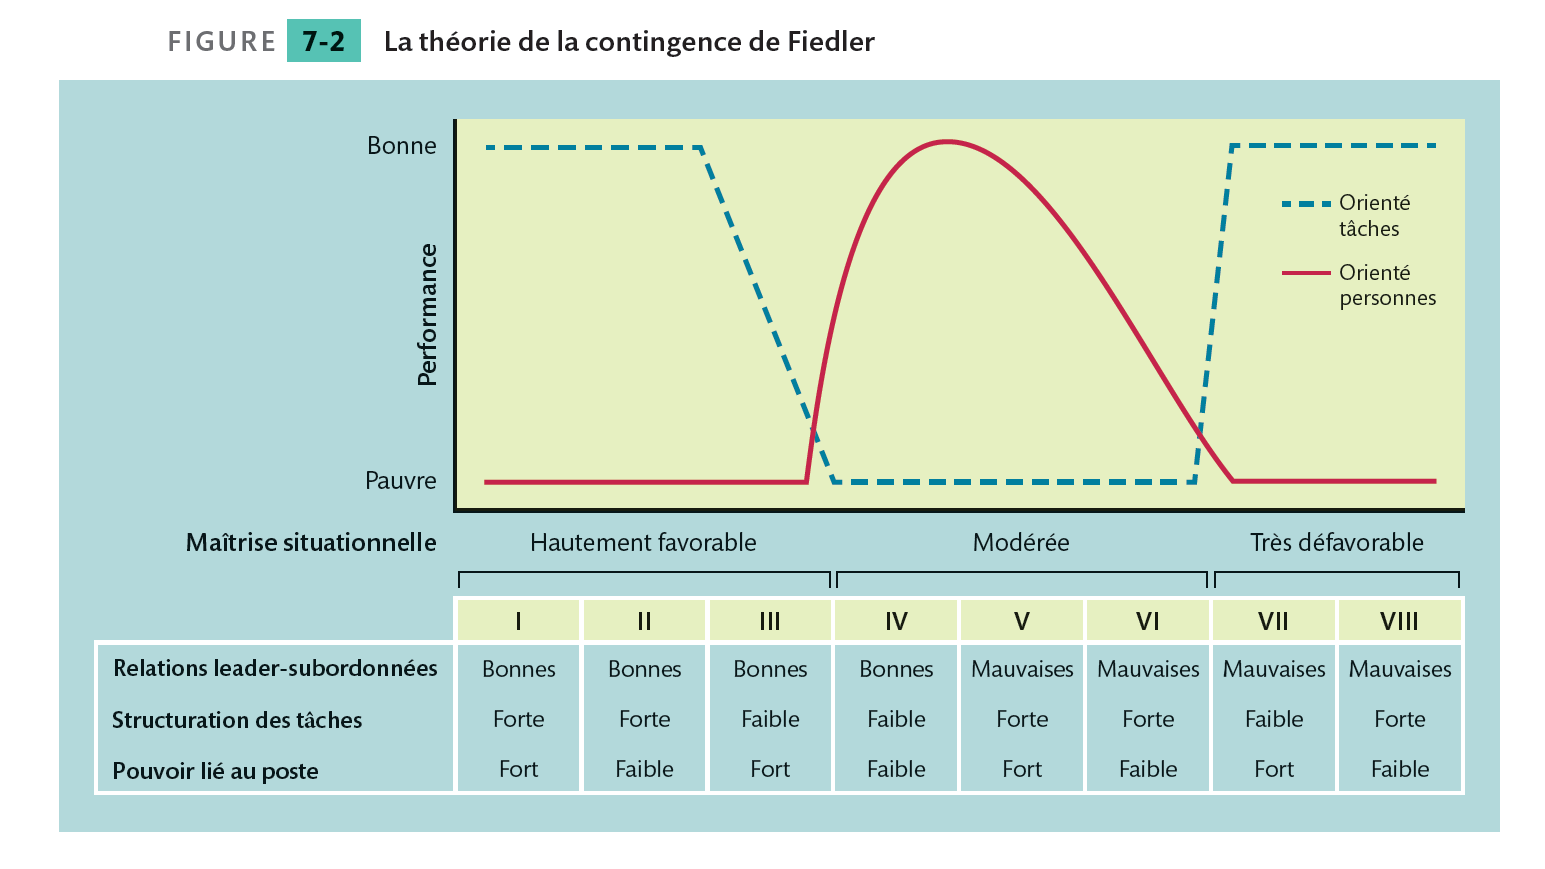 FIGURE 7-2 La théorie de la contingence de Fiedler
Bonne
Performance
Pauvre
Orienté
tâches
Orienté
personnes
Maîtrise situationnelle Hautement favorable Modérée Très défavorable
I II III IV V VI VII VIII
Relations leader-subordonnées Bonnes Bonnes Bonnes Bonnes Mauvaises Mauvaises Mauvaises Mauvaises
Structuration des tâches Forte Forte Faible Faible Forte Forte Faible Forte
Pouvoir lié au poste Fort Faible Fort Faible Fort Faible Fort Faible